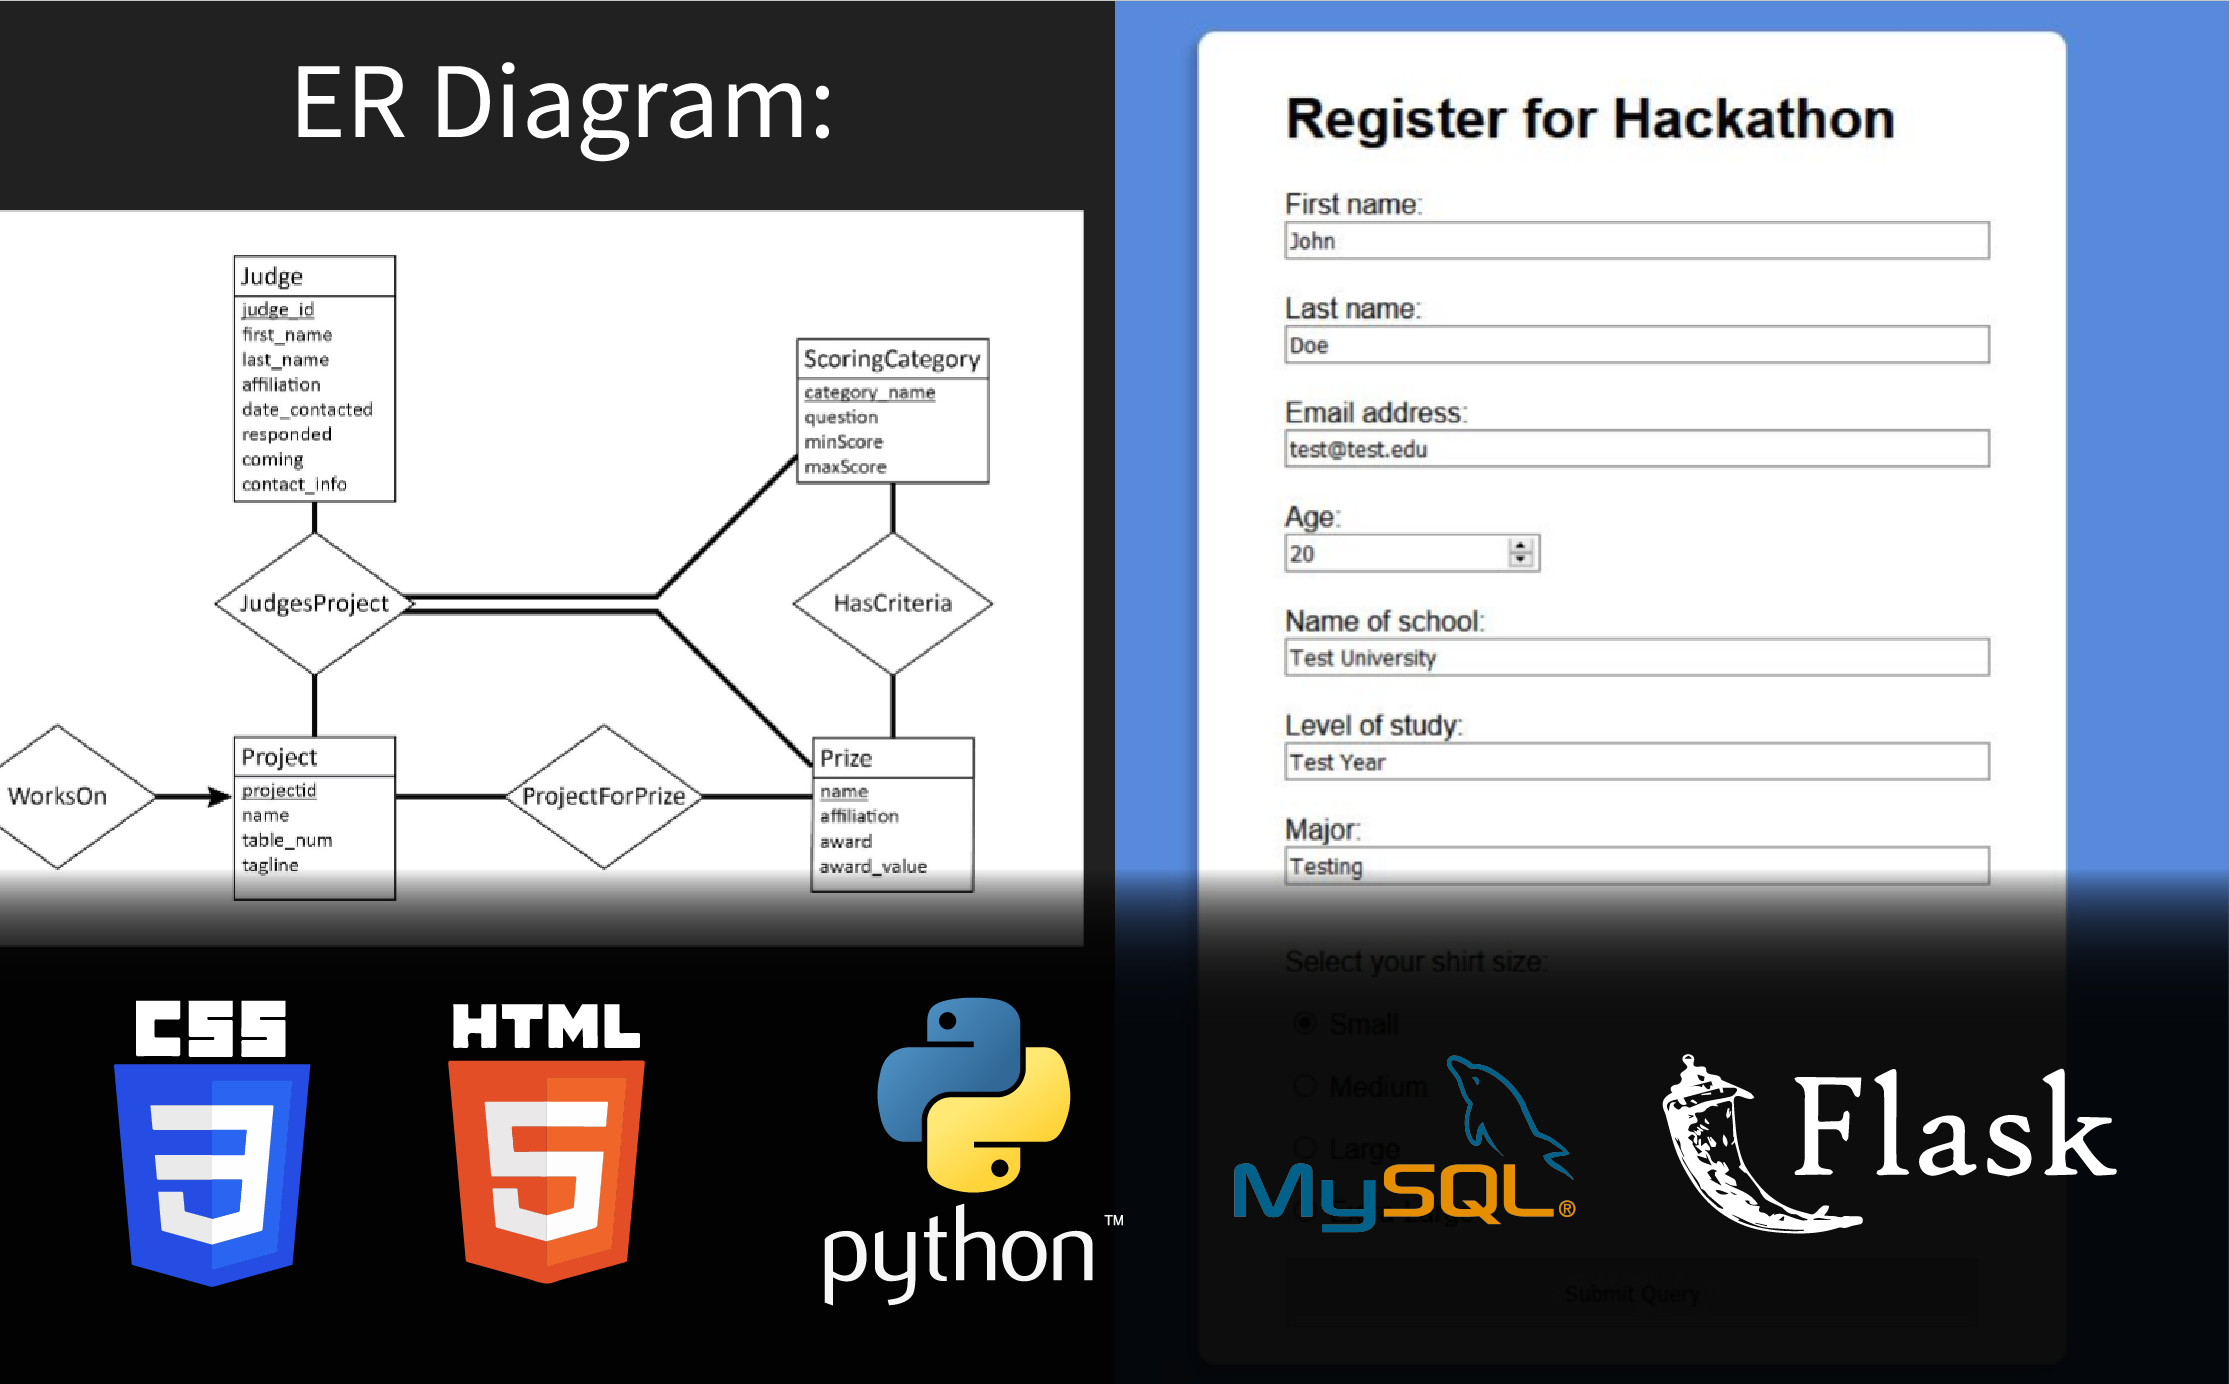 ER Diagram:
Judge
judge_id
first_name
last_name
affiliation
date_contacted
responded
coming
contact_info
ScoringCategory
category_name
question
minScore
maxScore
JudgesProject
HasCriteria
WorksOn
Project
projectid
name
table_num
tagline
ProjectForPrize
Prize
name
affiliation
award
award_value
Register for Hackathon
First name:
John
Last name:
Doe
Email address:
test@test.edu
Age:
20
Name of school:
Test University
Level of study:
Test Year
Major:
Testing
Select your shirt size:
Small
Medium
Large
Extra Large
Submit Query
CSS
3
HTML
5
python™
MySQL®
Flask